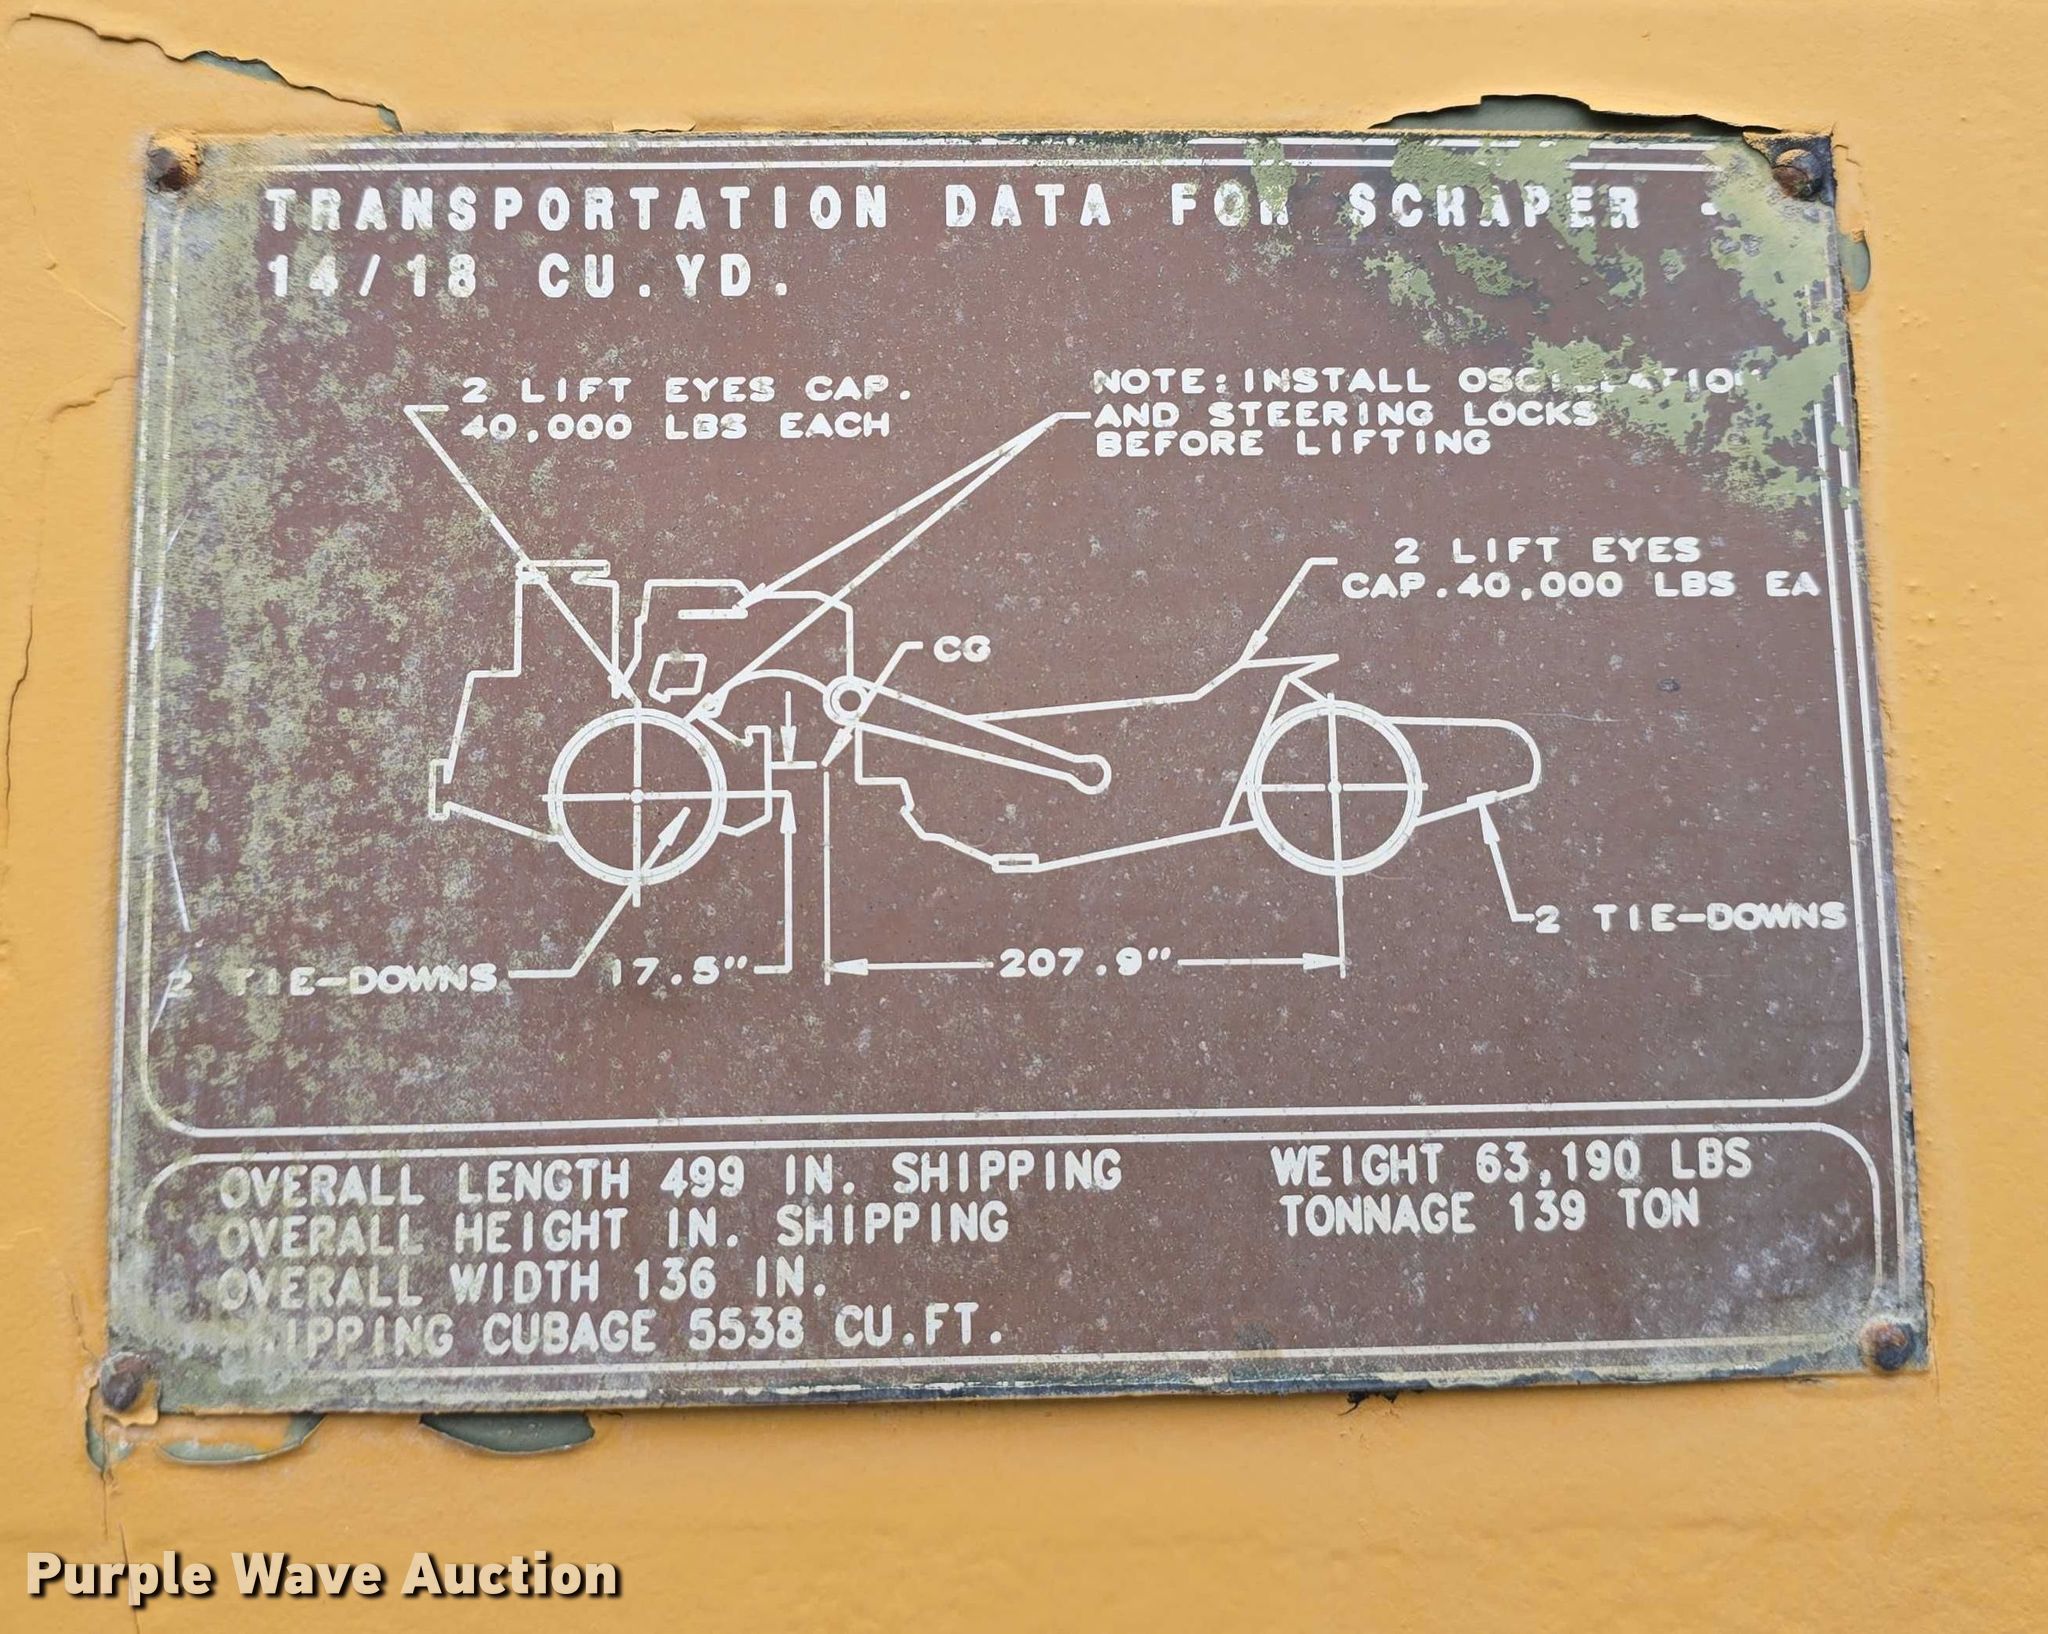 TRANSPORTATION DATA FOR SCRAPER -
14/18 CU.YD.
2 LIFT EYES CAP.
40,000 LBS EACH
NOTE: INSTALL OSCILLATION
AND STEERING LOCKS
BEFORE LIFTING
2 LIFT EYES
CAP. 40,000 LBS EA
CG
2 TIE-DOWNS
2 TIE-DOWNS
17.5"
207.9"
OVERALL LENGTH 499 IN. SHIPPING WEIGHT 63,190 LBS
OVERALL HEIGHT IN. SHIPPING TONNAGE 139 TON
OVERALL WIDTH 136 IN.
SHIPPING CUBAGE 5538 CU.FT.
Purple Wave Auction